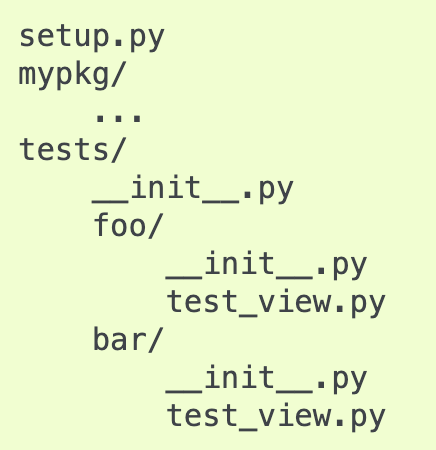 setup.py
mypkg/
    ...
tests/
    __init__.py
    foo/
        __init__.py
        test_view.py
    bar/
        __init__.py
        test_view.py